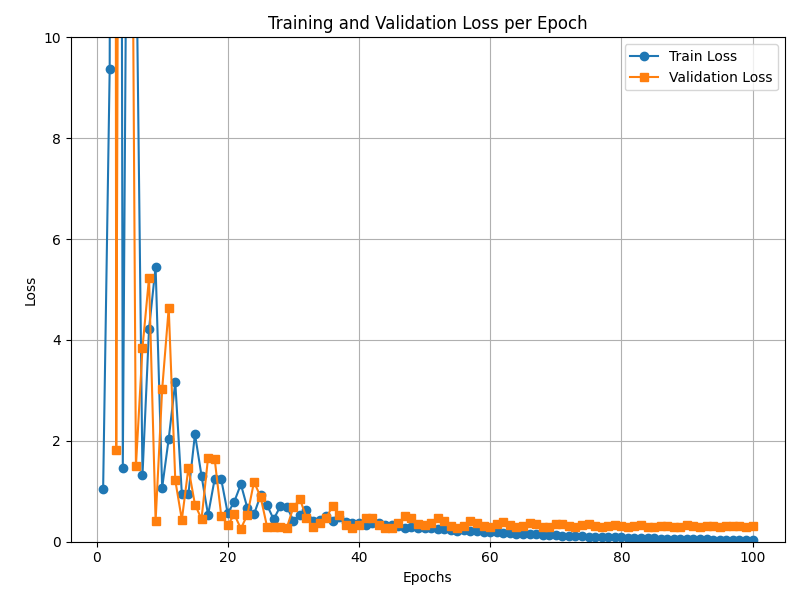 Training and Validation Loss per Epoch
Train Loss
Validation Loss
Loss
10
8
6
4
2
0
0 20 40 60 80 100
Epochs